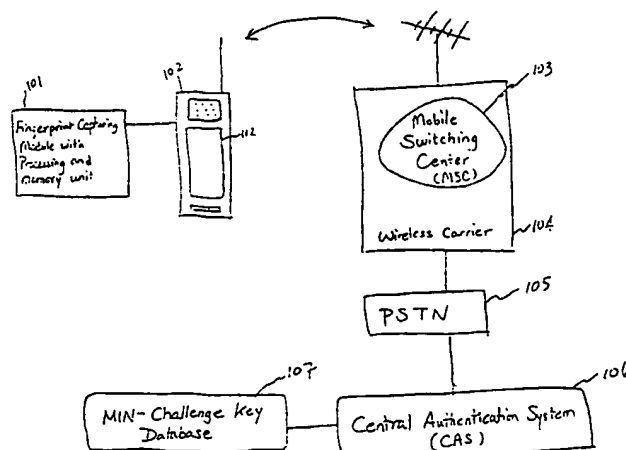 101
Fingerprint Capturing
Module with
Processing and
Memory unit
102
112
103
Mobile
Switching
Center
(MSC)
Wireless Carrier
104
PSTN
105
107
MIN-Challenge Key
Database
106
Central Authentication System
(CAS)